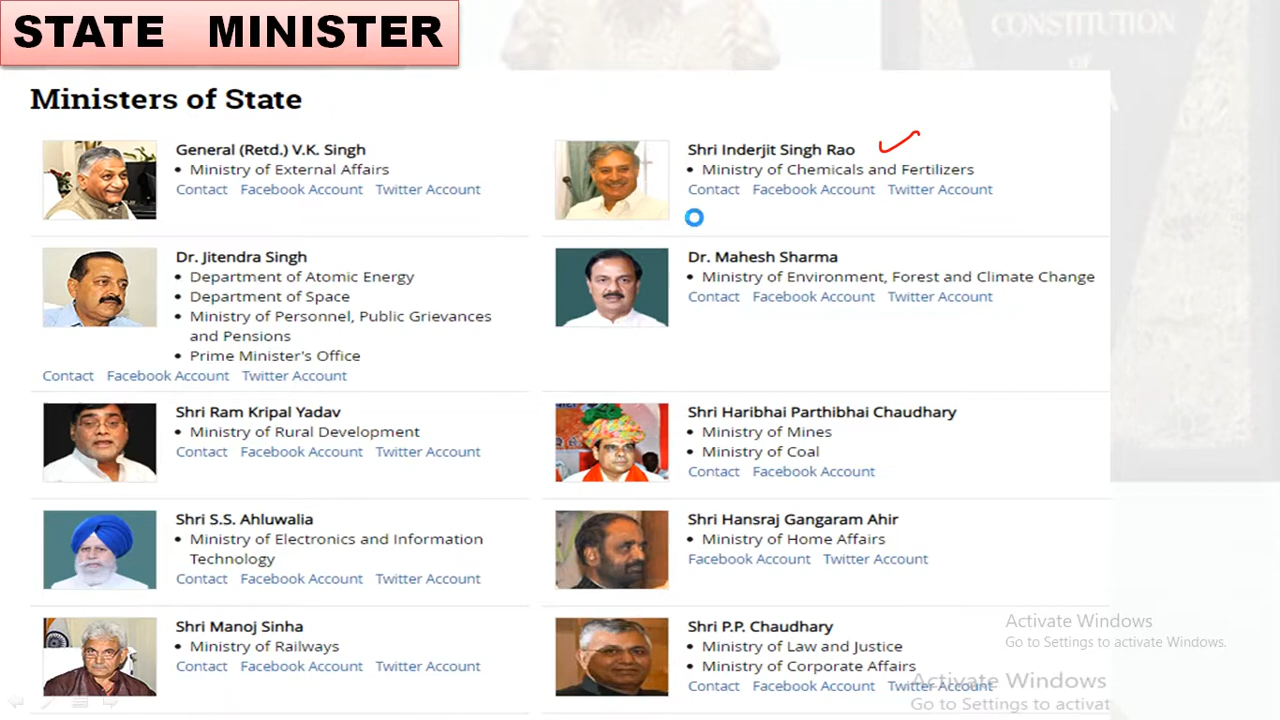 STATE MINISTER
CONSTITUTION
OF
Ministers of State
General (Retd.) V.K. Singh
• Ministry of External Affairs
Contact Facebook Account Twitter Account
Shri Inderjit Singh Rao
• Ministry of Chemicals and Fertilizers
Contact Facebook Account Twitter Account
Dr. Jitendra Singh
• Department of Atomic Energy
• Department of Space
• Ministry of Personnel, Public Grievances
and Pensions
• Prime Minister's Office
Contact Facebook Account Twitter Account
Dr. Mahesh Sharma
• Ministry of Environment, Forest and Climate Change
Contact Facebook Account Twitter Account
Shri Ram Kripal Yadav
• Ministry of Rural Development
Contact Facebook Account Twitter Account
Shri Haribhai Parthibhai Chaudhary
• Ministry of Mines
• Ministry of Coal
Contact Facebook Account
Shri S.S. Ahluwalia
• Ministry of Electronics and Information
Technology
Contact Facebook Account Twitter Account
Shri Hansraj Gangaram Ahir
• Ministry of Home Affairs
Facebook Account Twitter Account
Shri Manoj Sinha
• Ministry of Railways
Contact Facebook Account Twitter Account
Shri P.P. Chaudhary
• Ministry of Law and Justice
• Ministry of Corporate Affairs
Contact Facebook Account Twitter Account
Activate Windows
Go to Settings to activate Windows.
Activate Windows
Go to Settings to activat